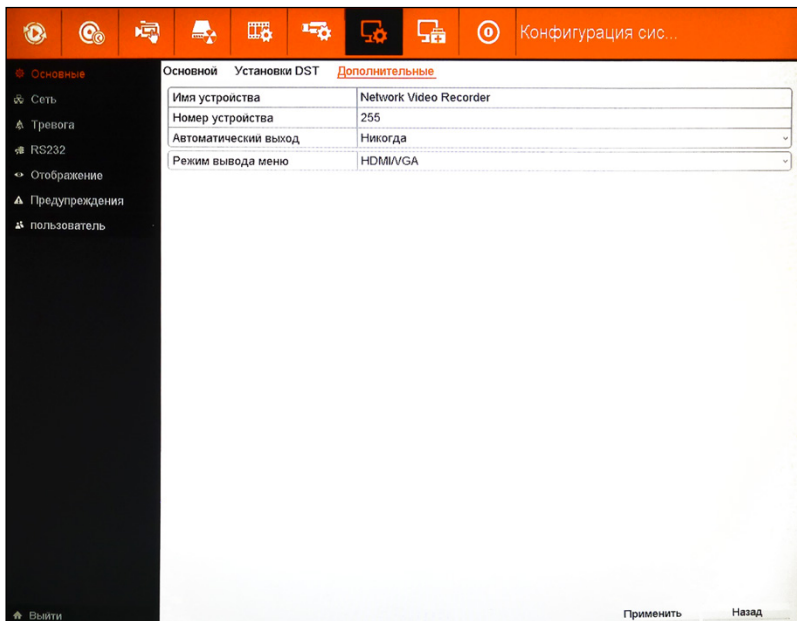 Конфигурация сис...
Основные
Сеть
Тревога
RS232
Отображение
Предупреждения
пользователь
Выйти
Основной Установки DST Дополнительные
Имя устройства Network Video Recorder
Номер устройства 255
Автоматический выход Никогда
Режим вывода меню HDMI/VGA
Применить Назад